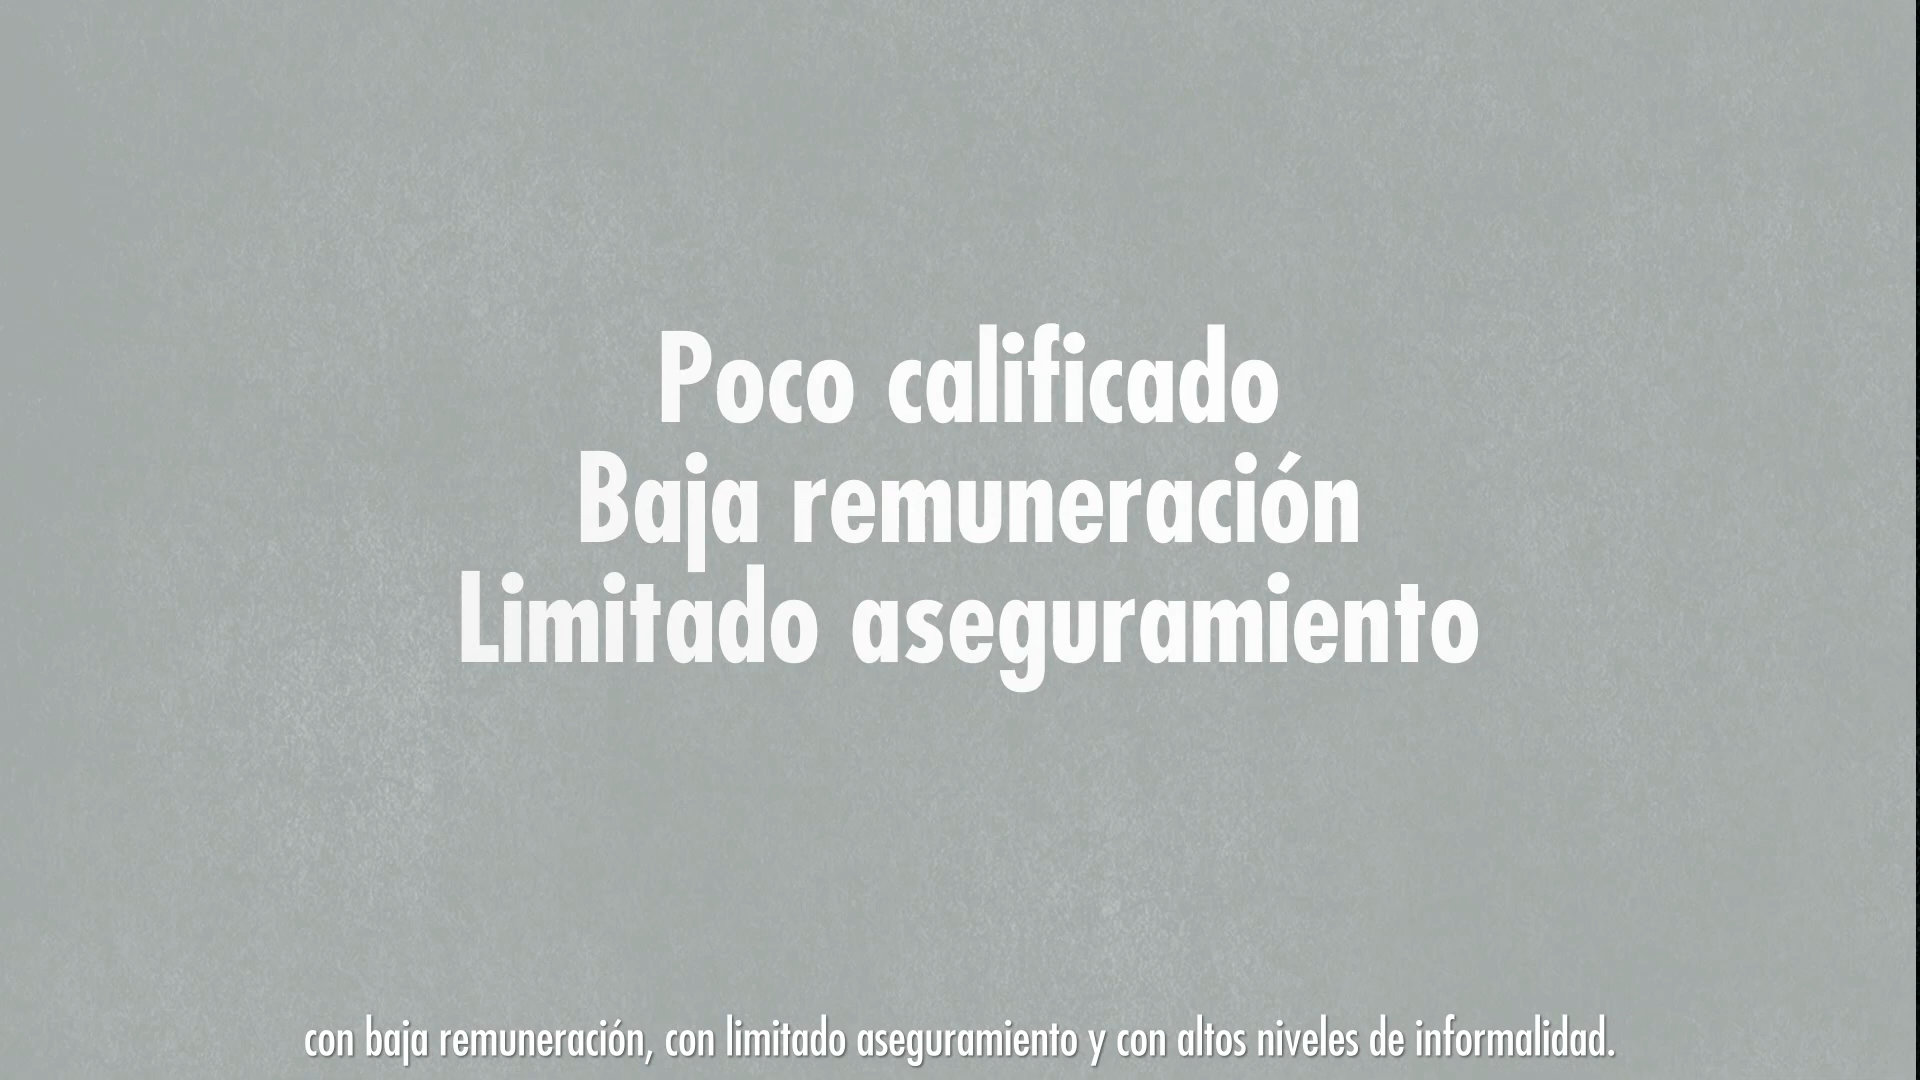 Poco calificado
Baja remuneración
Limitado aseguramiento
con baja remuneración, con limitado aseguramiento y con altos niveles de informalidad.